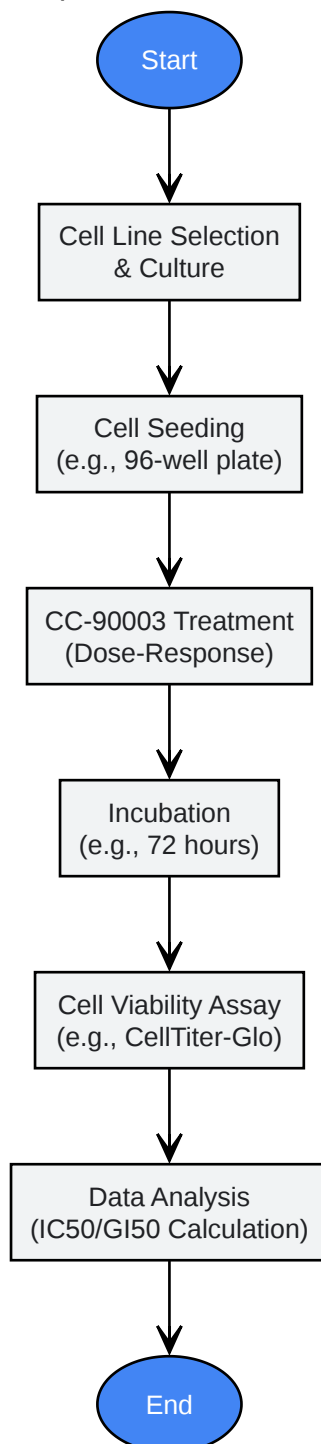 Start
Cell Line Selection
& Culture
Cell Seeding
(e.g., 96-well plate)
CC-90003 Treatment
(Dose-Response)
Incubation
(e.g., 72 hours)
Cell Viability Assay
(e.g., CellTiter-Glo)
Data Analysis
(IC50/GI50 Calculation)
End